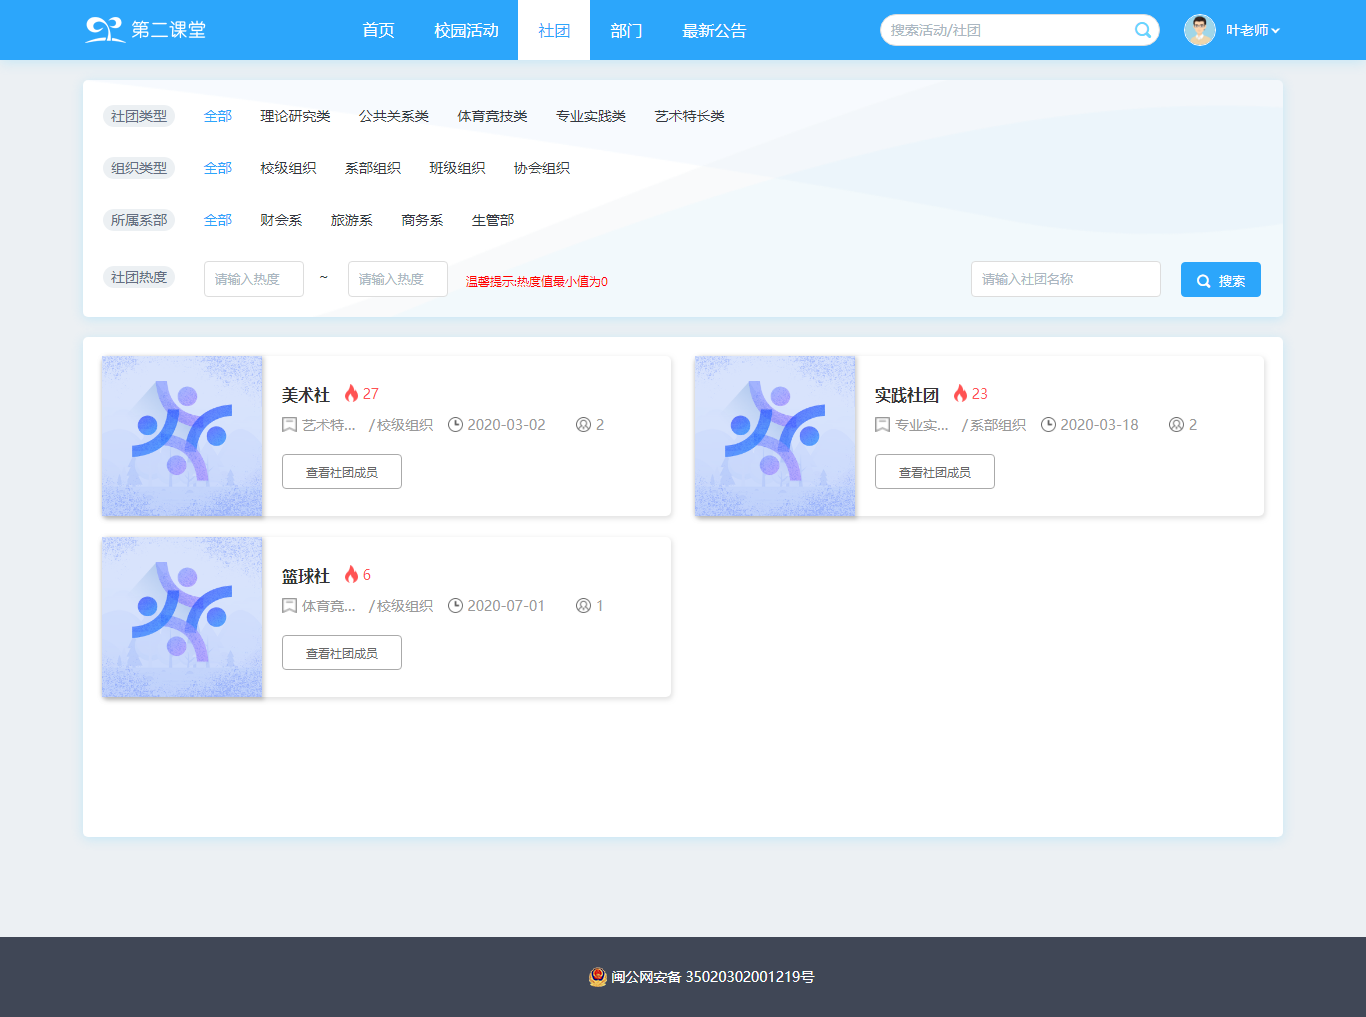 第二课堂
首页 校园活动 社团 部门 最新公告
搜索活动/社团
叶老师
社团类型 全部 理论研究类 公共关系类 体育竞技类 专业实践类 艺术特长类
组织类型 全部 校级组织 系部组织 班级组织 协会组织
所属系部 全部 财会系 旅游系 商务系 生管部
社团热度 请输入热度 ~ 请输入热度 温馨提示:热度值最小值为0 请输入社团名称 搜索
美术社 27
艺术特... /校级组织 2020-03-02 2
查看社团成员
实践社团 23
专业实... /系部组织 2020-03-18 2
查看社团成员
篮球社 6
体育竞... /校级组织 2020-07-01 1
查看社团成员
闽公网安备 35020302001219号